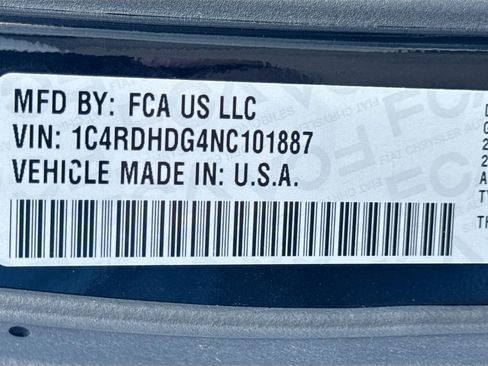 MFD BY: FCA US LLC
VIN: 1C4RDHDG4NC101887
VEHICLE MADE IN: U.S.A.